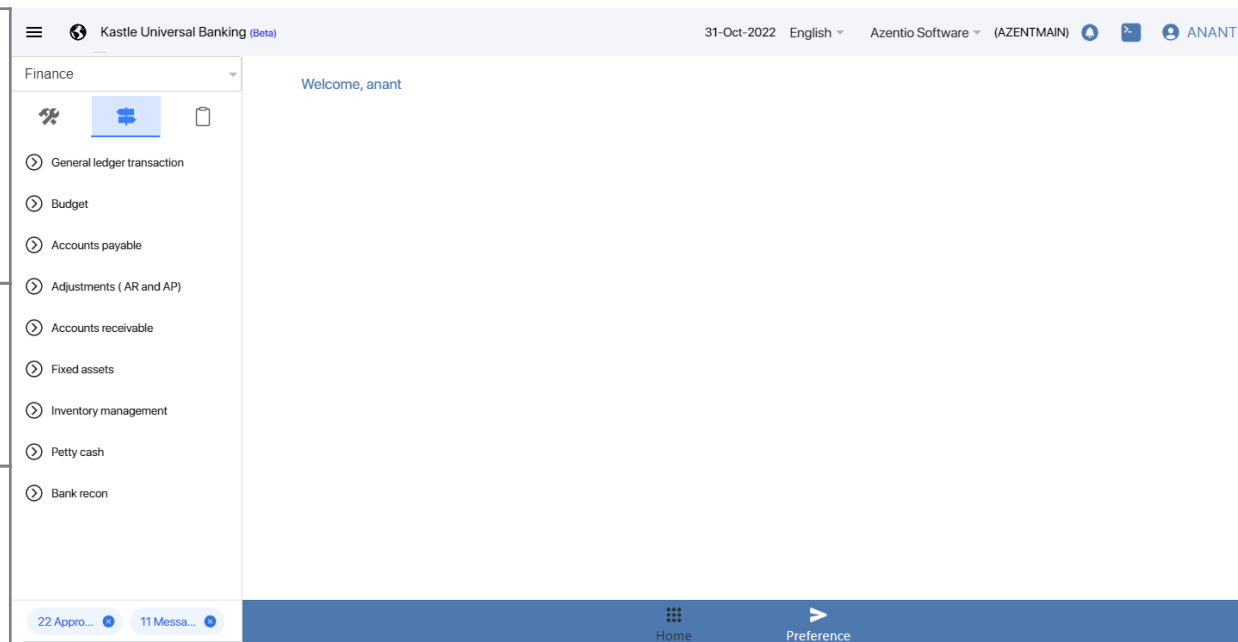 Kastle Universal Banking (Beta)
31-Oct-2022 English Azentio Software (AZENTMAIN) ANANT
Finance
Welcome, anant
General ledger transaction
Budget
Accounts payable
Adjustments ( AR and AP)
Accounts receivable
Fixed assets
Inventory management
Petty cash
Bank recon
22 Appro... 11 Messa...
Home Preference